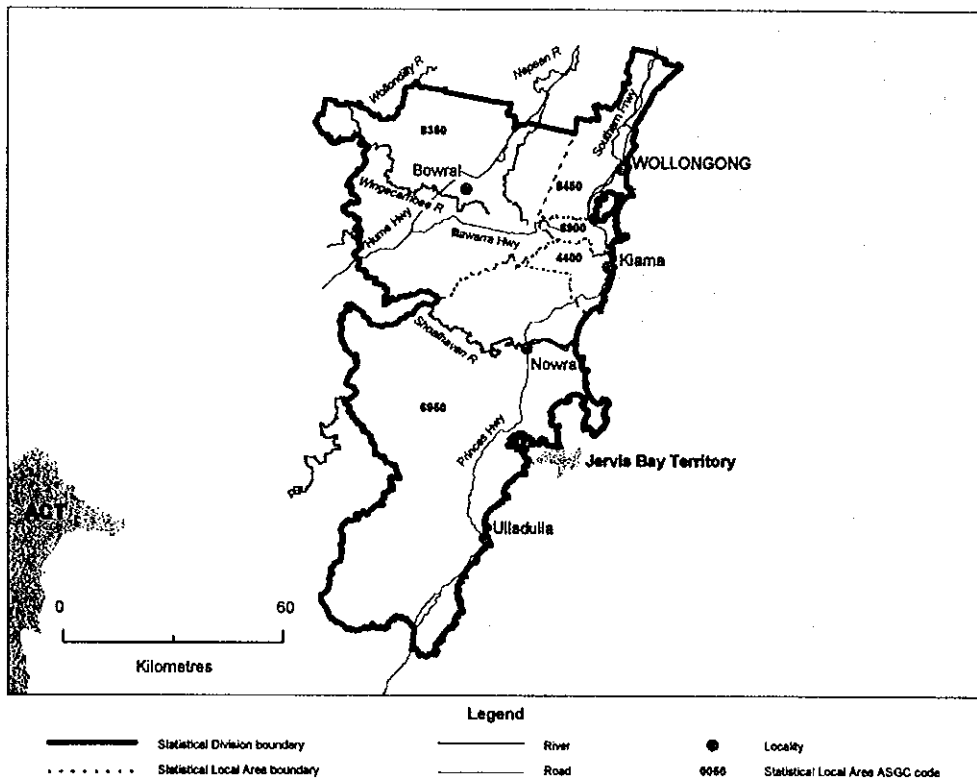 Wollondilly R
Nepean R
Southern Hwy
8350
WOLLONGONG
Bowral
8450
Wingecarribee R
Hume Hwy
Illawarra Hwy
6900
4400
Kiama
Shoalhaven R
Nowra
6950
Princes Hwy
Jervis Bay Territory
ACT
Ulladulla
0 60
Kilometres
Legend
Statistical Division boundary
River
Locality
Statistical Local Area boundary
Road
6050
Statistical Local Area ASGC code